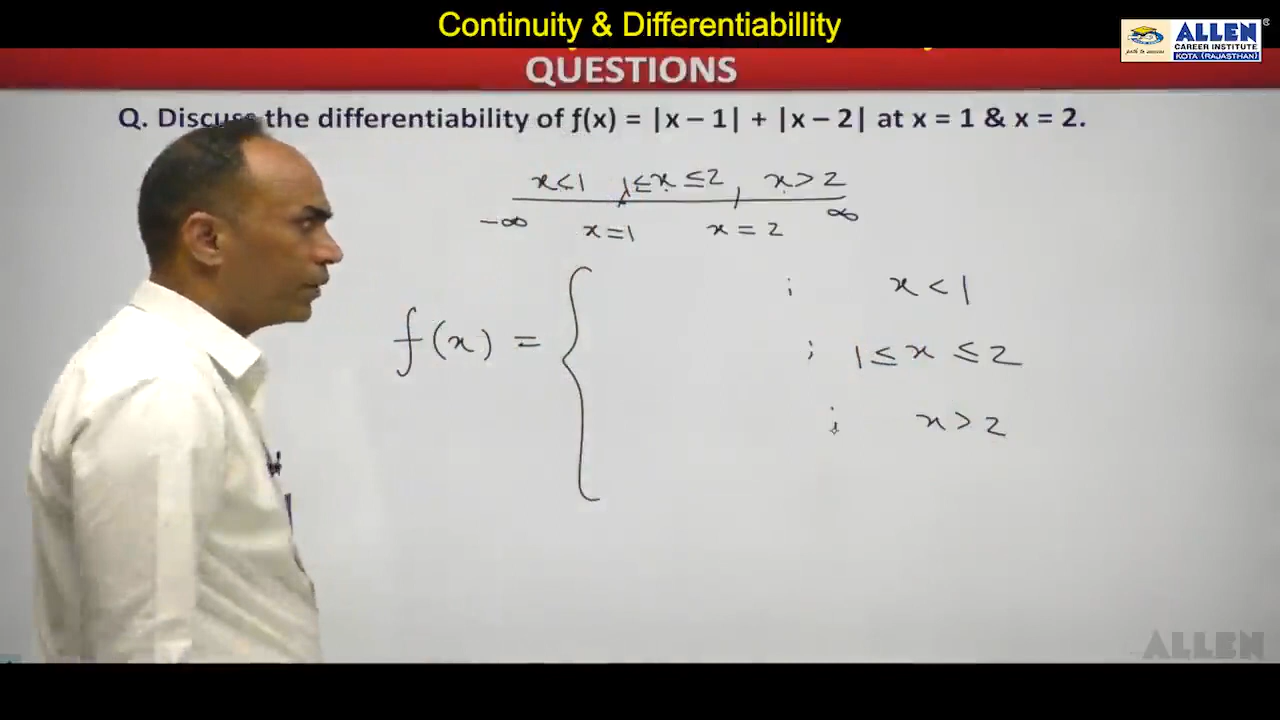 Continuity & Differentiabillity
ALLEN
CAREER INSTITUTE
KOTA (RAJASTHAN)
QUESTIONS
Q. Discuss the differentiability of f(x) = |x – 1| + |x – 2| at x = 1 & x = 2.
x<1 1≤x≤2 x>2
-∞ x=1 x=2 ∞
f(x) = {
; x<1
; 1≤x≤2
; x>2
ALLEN